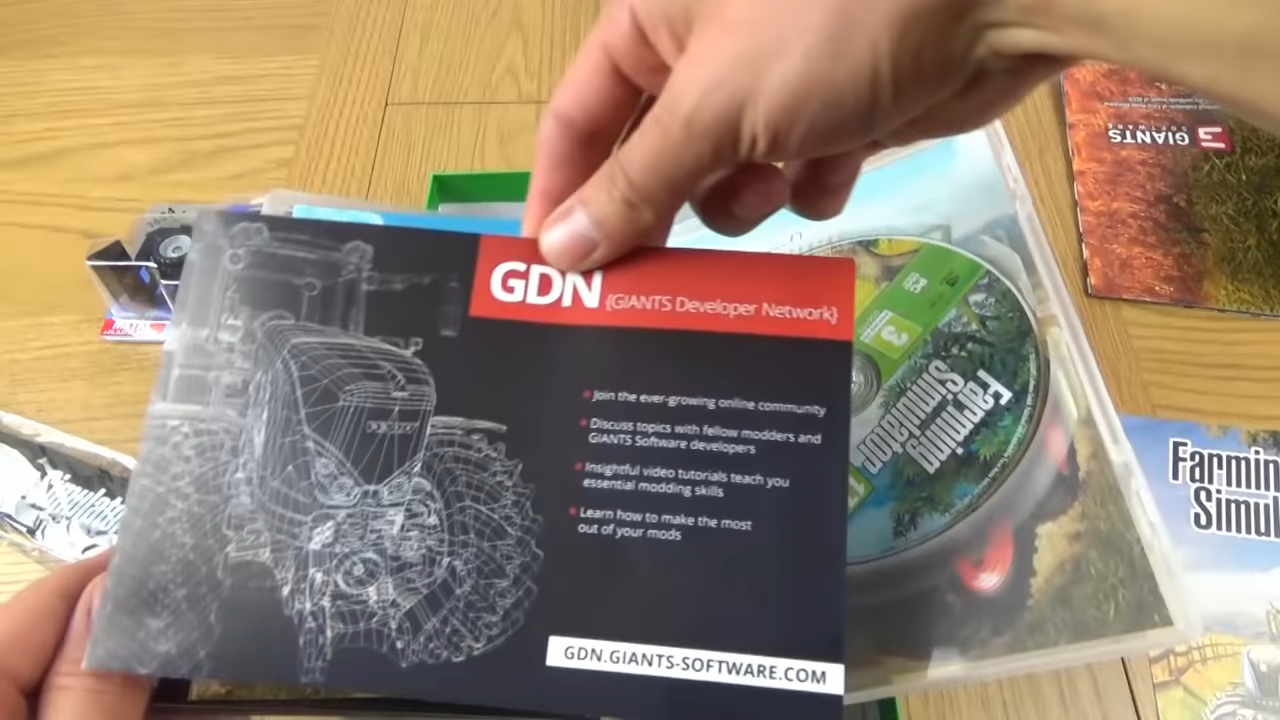 GDN {GIANTS Developer Network}
Join the ever-growing online community
Discuss topics with fellow modders and
GIANTS Software developers
Insightful video tutorials teach you
essential modding skills
Learn how to make the most
out of your mods
GDN.GIANTS-SOFTWARE.COM
GIANTS
SOFTWARE
Farming
Simulator
3
Farmin
Simul